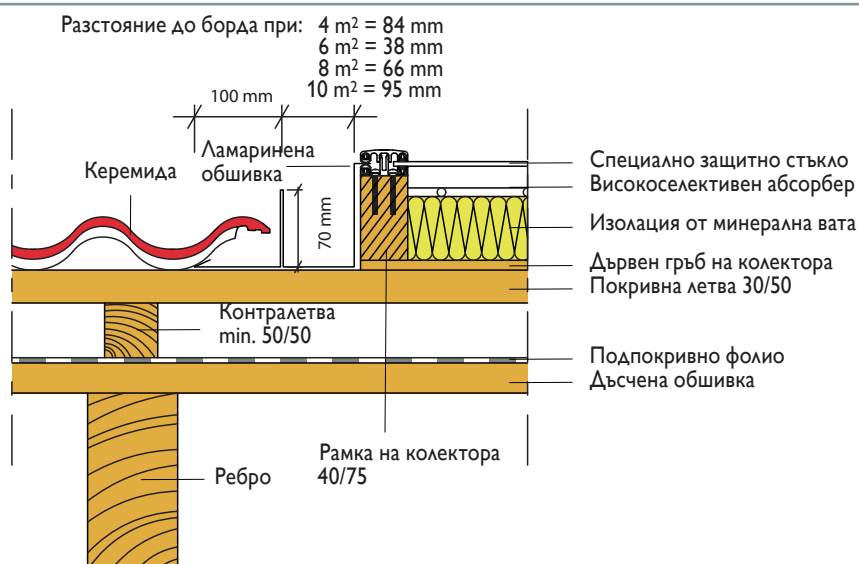 Разстояние до борда при: 4 m² = 84 mm
6 m² = 38 mm
8 m² = 66 mm
10 m² = 95 mm
100 mm
Керемида
Ламаринена
обшивка
70 mm
Специално защитно стъкло
Високоселективен абсорбер
Изолация от минерална вата
Дървен гръб на колектора
Покривна летва 30/50
Контралетва
min. 50/50
Подпокривно фолио
Дъсчена обшивка
Рамка на колектора
40/75
Ребро